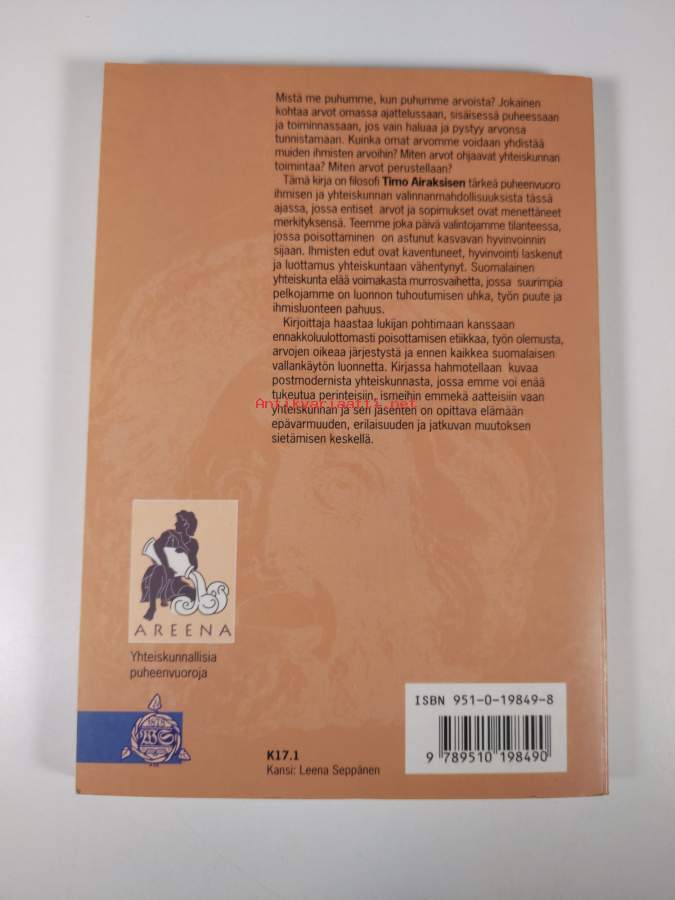 Mistä me puhumme, kun puhumme arvoista? Jokainen
kohtaa arvot omassa ajattelussaan, sisäisessä puheessaan
ja toiminnassaan, jos vain haluaa ja pystyy arvonsa
tunnistamaan. Kuinka omat arvomme voidaan yhdistää
muiden ihmisten arvoihin? Miten arvot ohjaavat yhteiskunnan
toimintaa? Miten arvot perustellaan?
Tämä kirja on filosofi Timo Airaksisen tärkeä puheenvuoro
ihmisen ja yhteiskunnan valinnanmahdollisuuksista tässä
ajassa, jossa entiset arvot ja sopimukset ovat menettäneet
merkityksensä. Teemme joka päivä valintojamme tilanteessa,
jossa poisottaminen on astunut kasvavan hyvinvoinnin
sijaan. Ihmisten edut ovat kaventuneet, hyvinvointi laskenut
ja luottamus yhteiskuntaan vähentynyt. Suomalainen
yhteiskunta elää voimakasta murrosvaihetta, jossa suurimpia
pelkojamme on luonnon tuhoutumisen uhka, työn puute ja
ihmisluonteen pahuus.
Kirjoittaja haastaa lukijan pohtimaan kanssaan
ennakkoluulottomasti poisottamisen etiikkaa, työn olemusta,
arvojen oikeaa järjestystä ja ennen kaikkea suomalaisen
vallankäytön luonnetta. Kirjassa hahmotellaan kuvaa
postmodernista yhteiskunnasta, jossa emme voi enää
tukeutua perinteisiin, ismeihin emmekä aatteisiin vaan
Antikvariaatti.net
yhteiskunnan ja sen jäsenten on opittava elämään
epävarmuuden, erilaisuuden ja jatkuvan muutoksen
sietämisen keskellä.
AREENA
Yhteiskunnallisia
puheenvuoroja
WS
K17.1
Kansi: Leena Seppänen
ISBN 951-0-19849-8
9 789510 198490